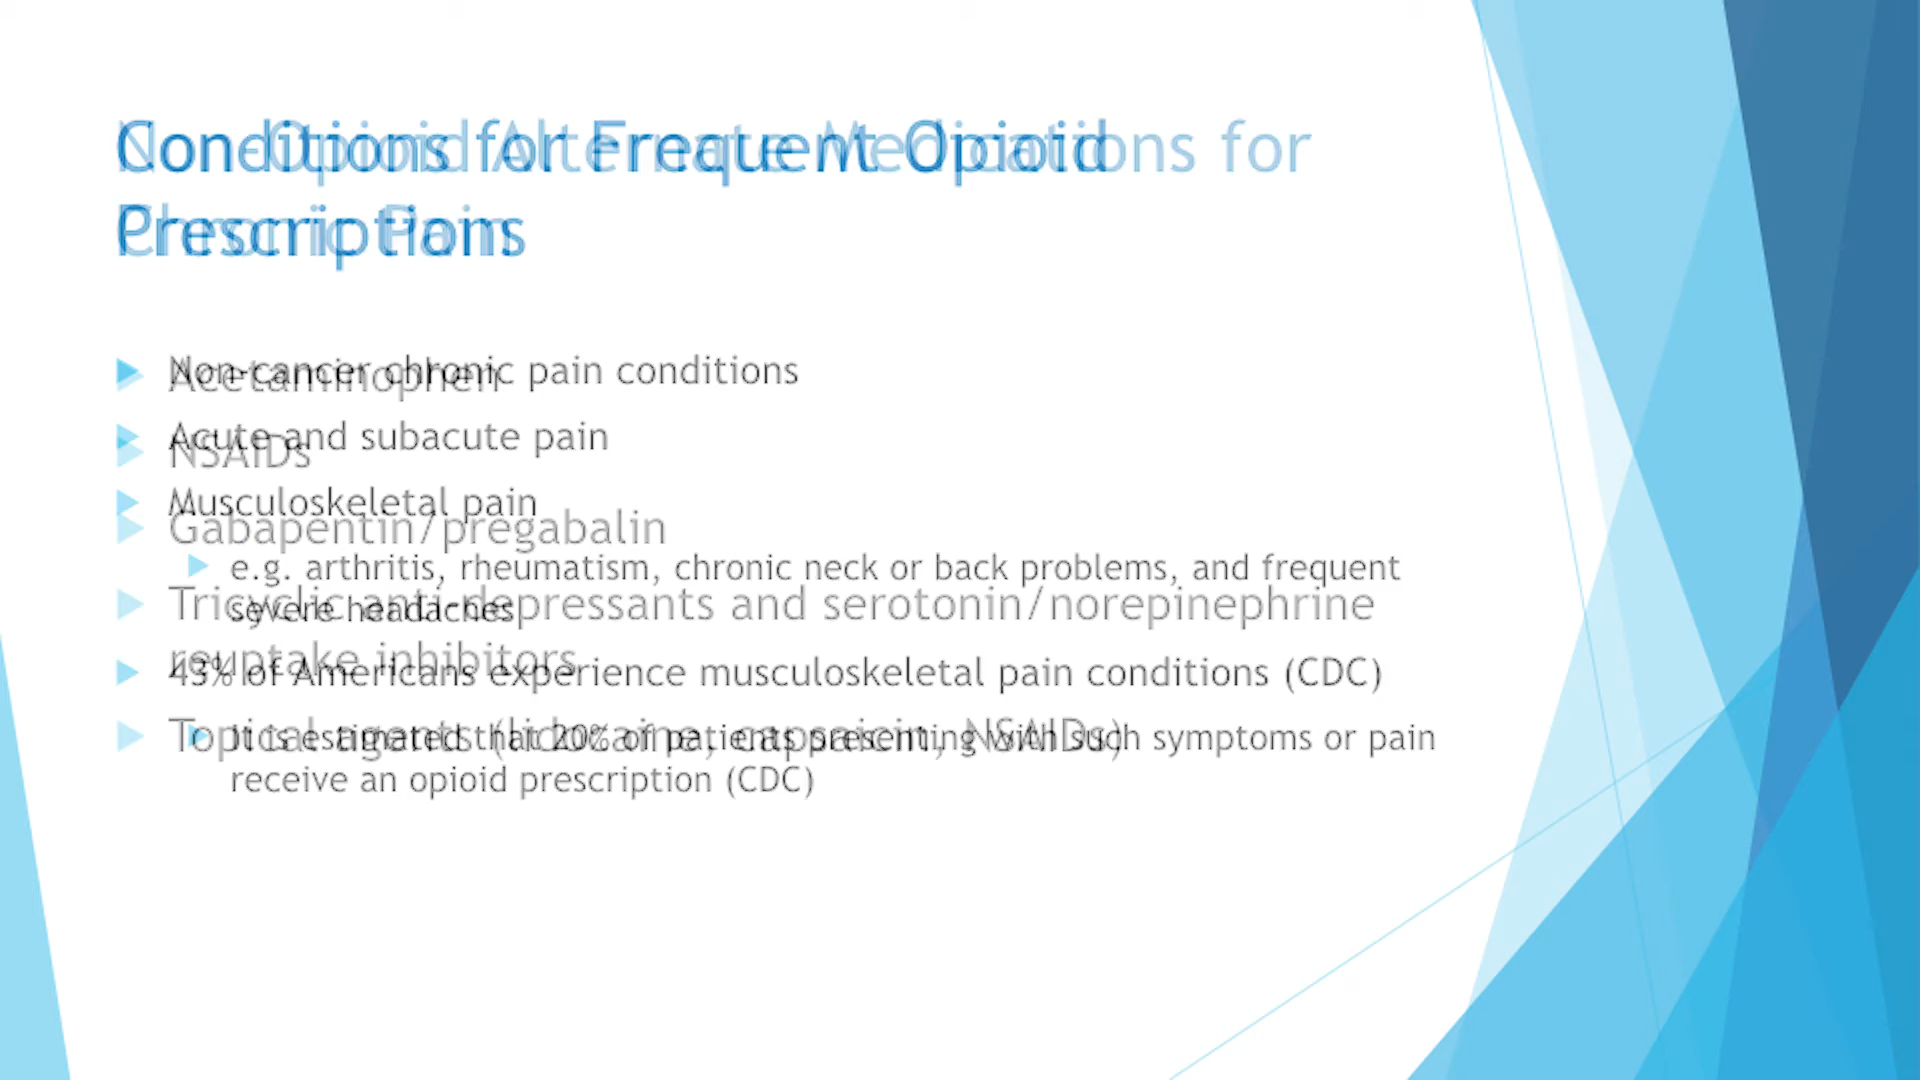 Conditions for Frequent Opioid
Prescriptions
Non-cancer chronic pain conditions
Acute and subacute pain
Musculoskeletal pain
e.g. arthritis, rheumatism, chronic neck or back problems, and frequent
severe headaches
43% of Americans experience musculoskeletal pain conditions (CDC)
It is estimated that 20% of patients presenting with such symptoms or pain
receive an opioid prescription (CDC)
Non-Opioid Alternate Medications for
Chronic Pain
Acetaminophen
NSAIDs
Gabapentin/pregabalin
Tricyclic anti-depressants and serotonin/norepinephrine
reuptake inhibitors
Topical agents (lidocaine, capsaicin, NSAIDs)